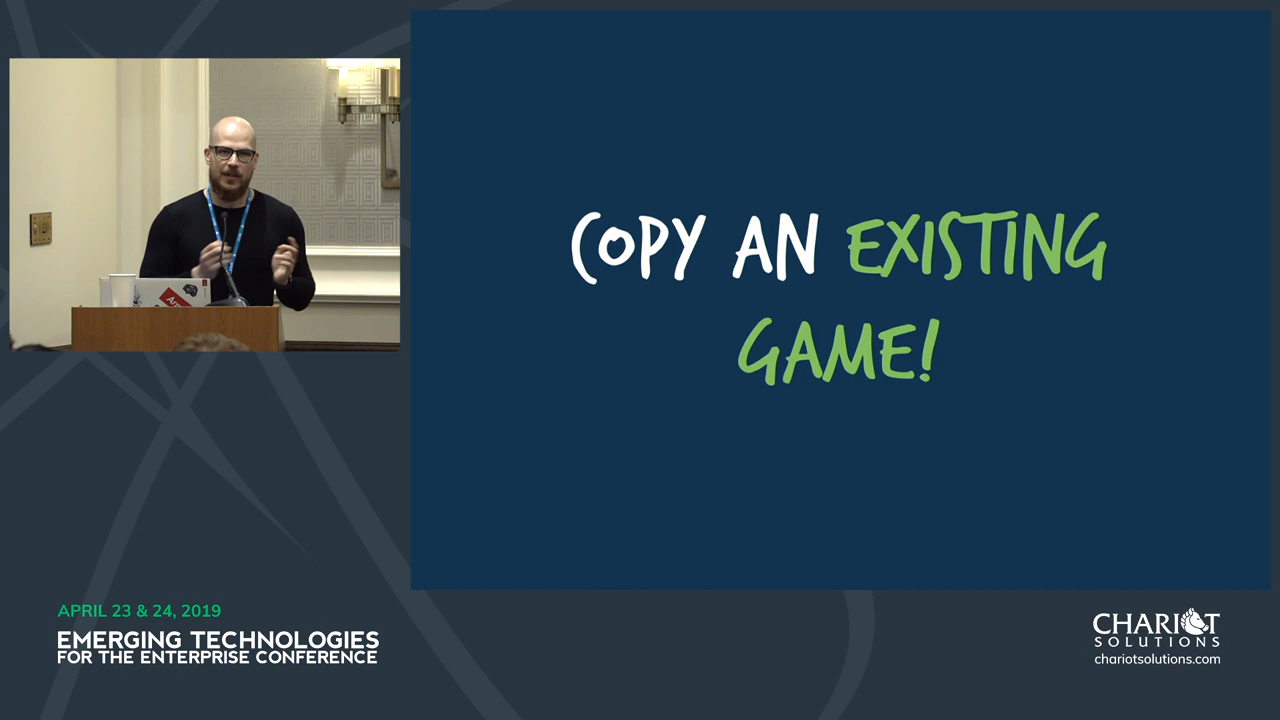 COPY AN EXISTING
GAME!
APRIL 23 & 24, 2019
EMERGING TECHNOLOGIES
FOR THE ENTERPRISE CONFERENCE
CHARIOT
SOLUTIONS
chariotsolutions.com